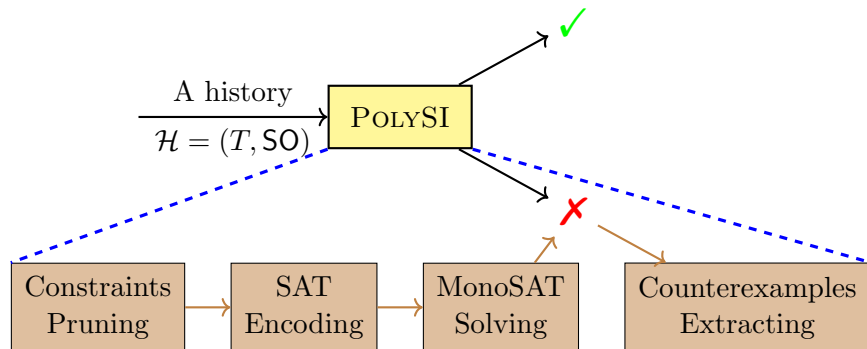 ✓
A history
POLYSI
ℋ = (T, SO)
✗
Constraints
Pruning
SAT
Encoding
MonoSAT
Solving
Counterexamples
Extracting